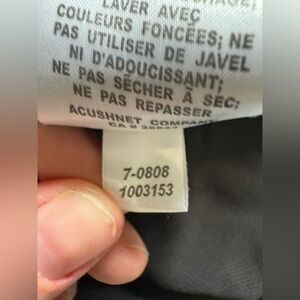 LAVER AVEC
COULEURS FONCÉES; NE
PAS UTILISER DE JAVEL
NI D'ADOUCISSANT;
NE PAS SÉCHER À SEC;
NE PAS REPASSER
ACUSHNET COMPANY
CA #
7-0808
1003153